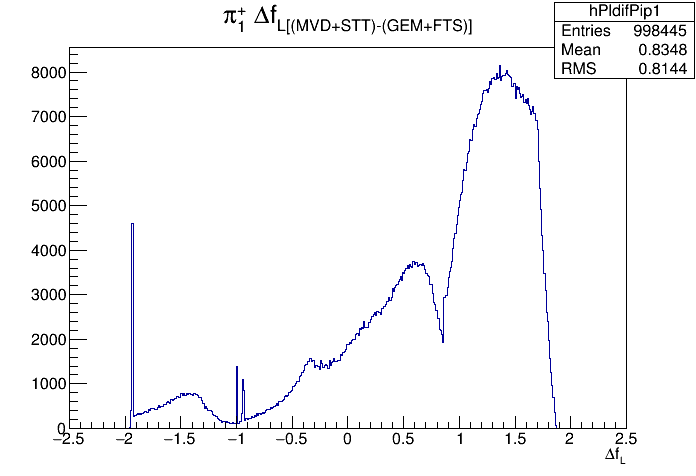 π₁⁺ Δf_L[(MVD+STT)-(GEM+FTS)]
hPldifPip1
Entries 998445
Mean 0.8348
RMS 0.8144
8000
7000
6000
5000
4000
3000
2000
1000
0
−2.5 −2 −1.5 −1 −0.5 0 0.5 1 1.5 2 2.5
Δf_L